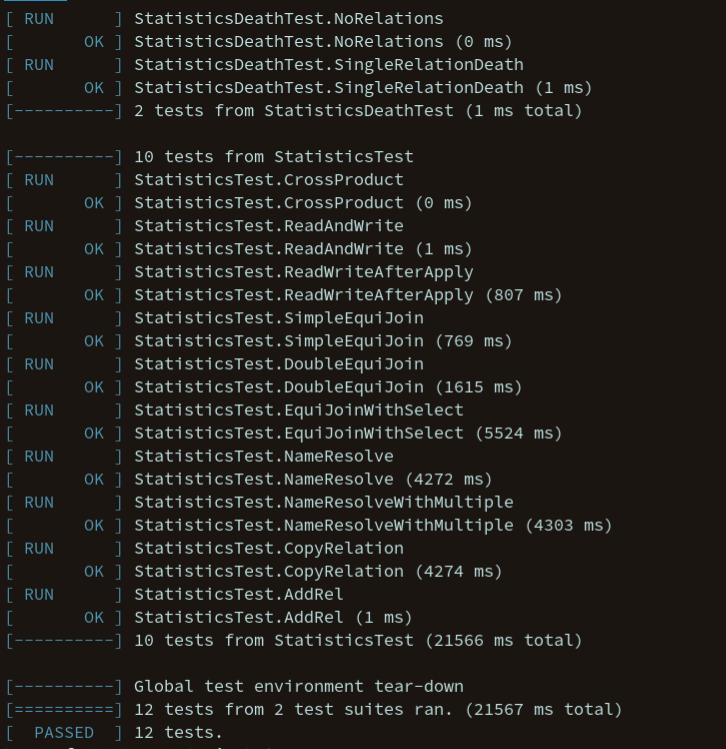 [ RUN      ] StatisticsDeathTest.NoRelations
[       OK ] StatisticsDeathTest.NoRelations (0 ms)
[ RUN      ] StatisticsDeathTest.SingleRelationDeath
[       OK ] StatisticsDeathTest.SingleRelationDeath (1 ms)
[----------] 2 tests from StatisticsDeathTest (1 ms total)
[----------] 10 tests from StatisticsTest
[ RUN      ] StatisticsTest.CrossProduct
[       OK ] StatisticsTest.CrossProduct (0 ms)
[ RUN      ] StatisticsTest.ReadAndWrite
[       OK ] StatisticsTest.ReadAndWrite (1 ms)
[ RUN      ] StatisticsTest.ReadWriteAfterApply
[       OK ] StatisticsTest.ReadWriteAfterApply (807 ms)
[ RUN      ] StatisticsTest.SimpleEquiJoin
[       OK ] StatisticsTest.SimpleEquiJoin (769 ms)
[ RUN      ] StatisticsTest.DoubleEquiJoin
[       OK ] StatisticsTest.DoubleEquiJoin (1615 ms)
[ RUN      ] StatisticsTest.EquiJoinWithSelect
[       OK ] StatisticsTest.EquiJoinWithSelect (5524 ms)
[ RUN      ] StatisticsTest.NameResolve
[       OK ] StatisticsTest.NameResolve (4272 ms)
[ RUN      ] StatisticsTest.NameResolveWithMultiple
[       OK ] StatisticsTest.NameResolveWithMultiple (4303 ms)
[ RUN      ] StatisticsTest.CopyRelation
[       OK ] StatisticsTest.CopyRelation (4274 ms)
[ RUN      ] StatisticsTest.AddRel
[       OK ] StatisticsTest.AddRel (1 ms)
[----------] 10 tests from StatisticsTest (21566 ms total)
[----------] Global test environment tear-down
[==========] 12 tests from 2 test suites ran. (21567 ms total)
[  PASSED  ] 12 tests.